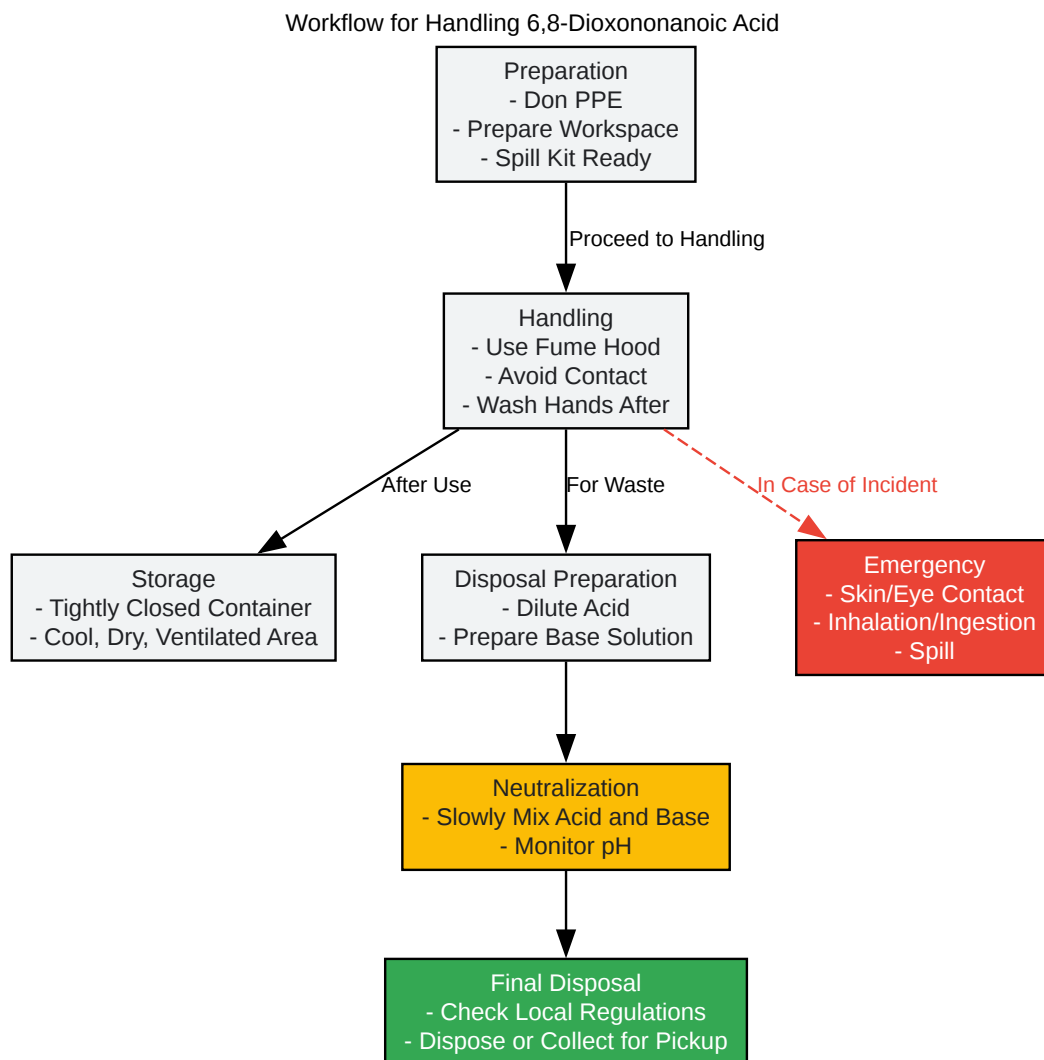 Workflow for Handling 6,8-Dioxononanoic Acid
Preparation
- Don PPE
- Prepare Workspace
- Spill Kit Ready
Proceed to Handling
Handling
- Use Fume Hood
- Avoid Contact
- Wash Hands After
After Use
For Waste
In Case of Incident
Storage
- Tightly Closed Container
- Cool, Dry, Ventilated Area
Disposal Preparation
- Dilute Acid
- Prepare Base Solution
Emergency
- Skin/Eye Contact
- Inhalation/Ingestion
- Spill
Neutralization
- Slowly Mix Acid and Base
- Monitor pH
Final Disposal
- Check Local Regulations
- Dispose or Collect for Pickup